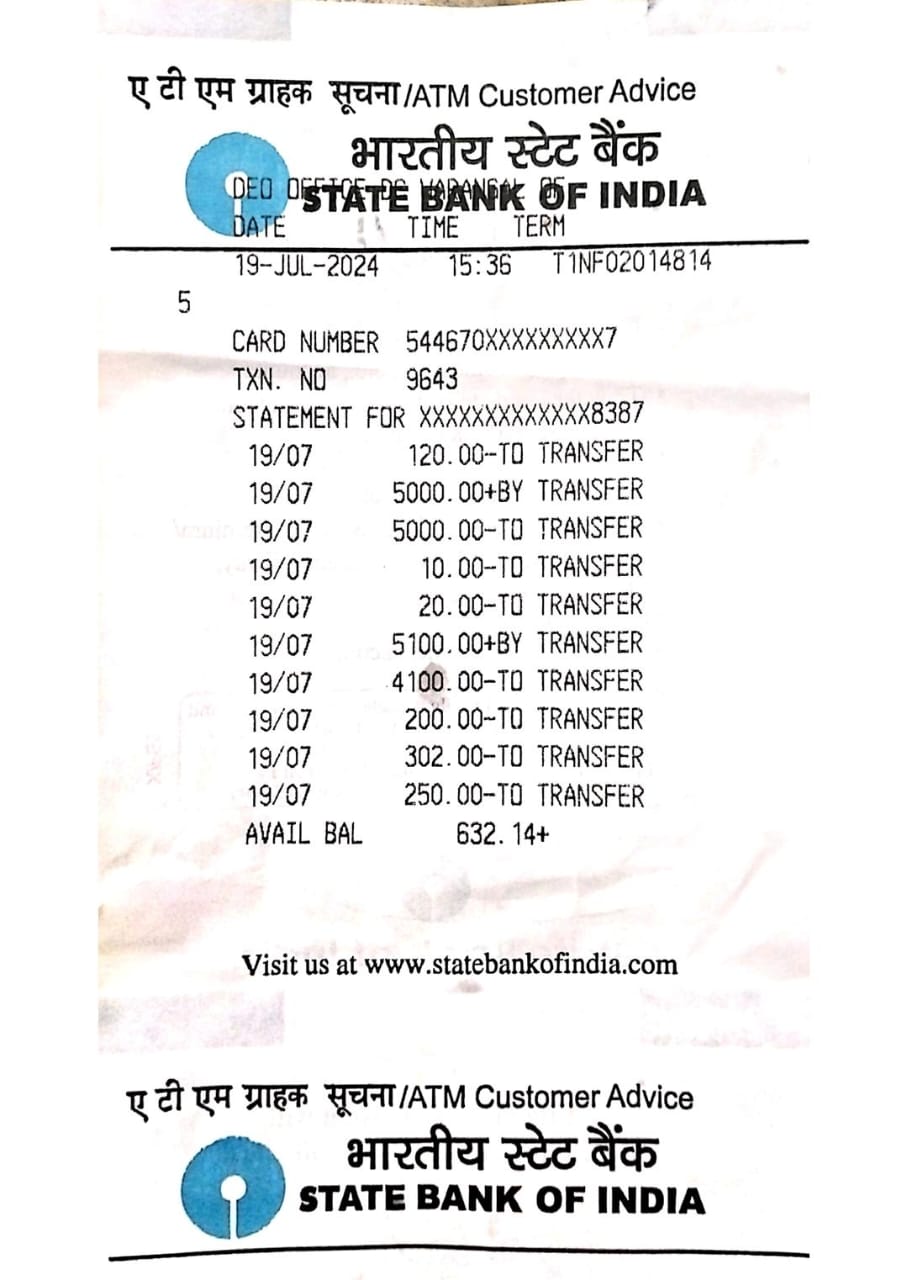 ए टी एम ग्राहक सूचना/ATM Customer Advice
भारतीय स्टेट बैंक
STATE BANK OF INDIA
DEO OFFICE
DATE TIME TERM
19-JUL-2024 15:36 T1NF02014814
5
CARD NUMBER 544670XXXXXXXXX7
TXN. NO 9643
STATEMENT FOR XXXXXXXXXXXXX8387
19/07 120.00-TO TRANSFER
19/07 5000.00+BY TRANSFER
19/07 5000.00-TO TRANSFER
19/07 10.00-TO TRANSFER
19/07 20.00-TO TRANSFER
19/07 5100.00+BY TRANSFER
19/07 4100.00-TO TRANSFER
19/07 200.00-TO TRANSFER
19/07 302.00-TO TRANSFER
19/07 250.00-TO TRANSFER
AVAIL BAL 632.14+
Visit us at www.statebankofindia.com
ए टी एम ग्राहक सूचना/ATM Customer Advice
भारतीय स्टेट बैंक
STATE BANK OF INDIA